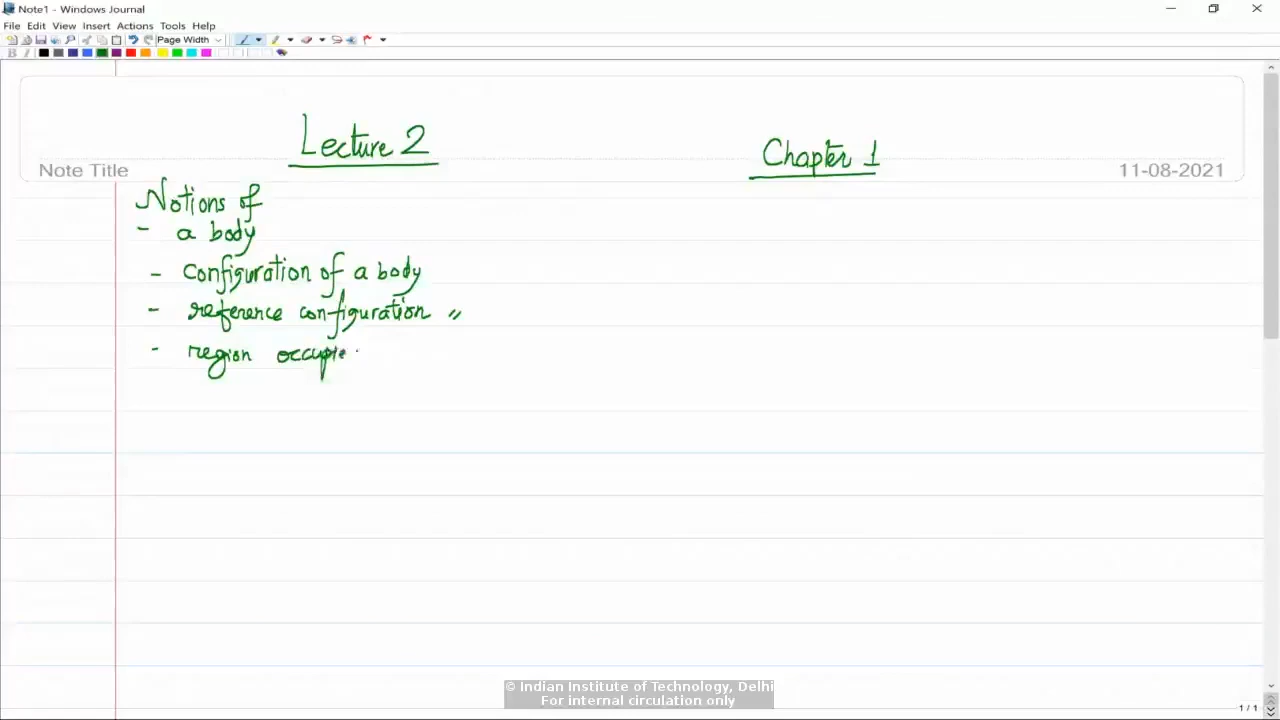 Note1 - Windows Journal
File Edit View Insert Actions Tools Help
Page Width
B I
Lecture 2
Chapter 1
Note Title
11-08-2021
Notions of
- a body
- configuration of a body
- reference configuration "
- region occupie
© Indian Institute of Technology, Delhi
For internal circulation only
1 / 1